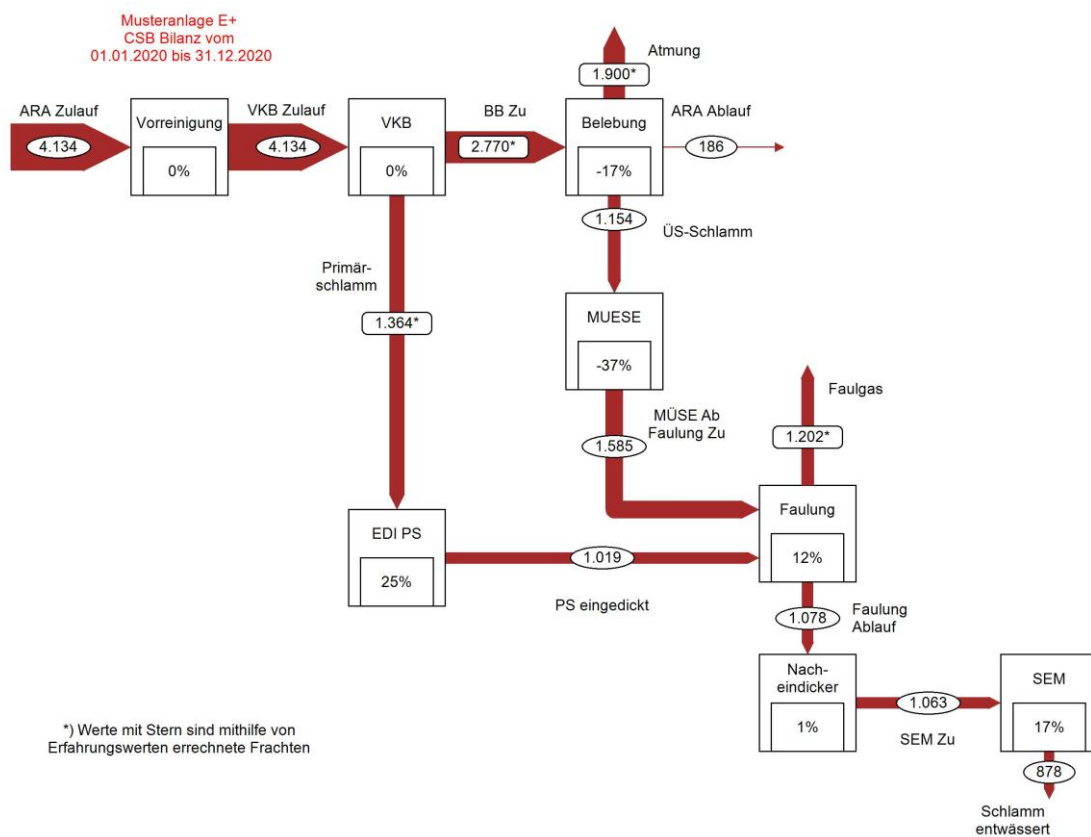 Musteranlage E+
CSB Bilanz vom
01.01.2020 bis 31.12.2020
Atmung
1.900*
ARA Zulauf
4.134
Vorreinigung
0%
VKB Zulauf
4.134
VKB
0%
BB Zu
2.770*
Belebung
-17%
ARA Ablauf
186
1.154
ÜS-Schlamm
Primär-
schlamm
1.364*
MUESE
-37%
MÜSE Ab
Faulung Zu
1.585
Faulgas
1.202*
EDI PS
25%
1.019
PS eingedickt
Faulung
12%
1.078
Faulung
Ablauf
Nach-
eindicker
1%
1.063
SEM Zu
SEM
17%
878
Schlamm
entwässert
*) Werte mit Stern sind mithilfe von
Erfahrungswerten errechnete Frachten